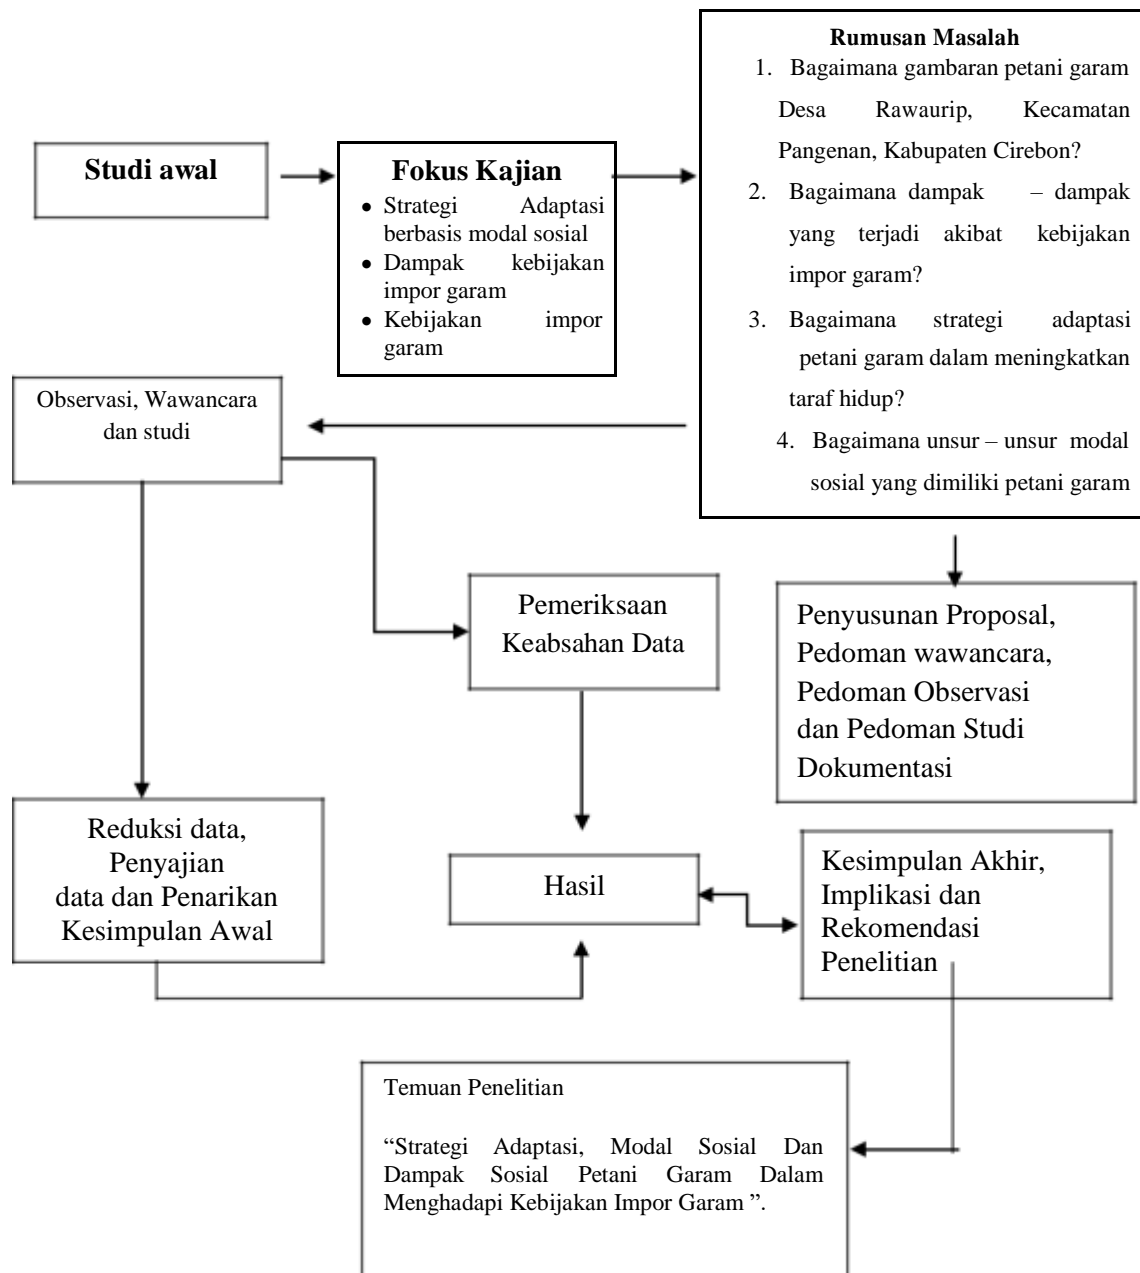 Studi awal
Fokus Kajian
• Strategi Adaptasi
berbasis modal sosial
• Dampak kebijakan
impor garam
• Kebijakan impor
garam
Rumusan Masalah
1. Bagaimana gambaran petani garam
Desa Rawaurip, Kecamatan
Pangenan, Kabupaten Cirebon?
2. Bagaimana dampak – dampak
yang terjadi akibat kebijakan
impor garam?
3. Bagaimana strategi adaptasi
petani garam dalam meningkatkan
taraf hidup?
4. Bagaimana unsur – unsur modal
sosial yang dimiliki petani garam
Observasi, Wawancara
dan studi
Pemeriksaan
Keabsahan Data
Penyusunan Proposal,
Pedoman wawancara,
Pedoman Observasi
dan Pedoman Studi
Dokumentasi
Reduksi data,
Penyajian
data dan Penarikan
Kesimpulan Awal
Hasil
Kesimpulan Akhir,
Implikasi dan
Rekomendasi
Penelitian
Temuan Penelitian
“Strategi Adaptasi, Modal Sosial Dan
Dampak Sosial Petani Garam Dalam
Menghadapi Kebijakan Impor Garam ”.